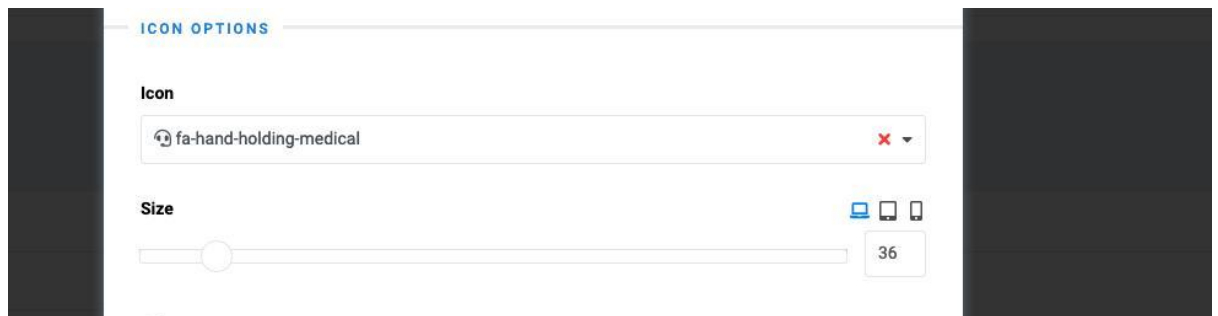 ICON OPTIONS
Icon
fa-hand-holding-medical
Size
36